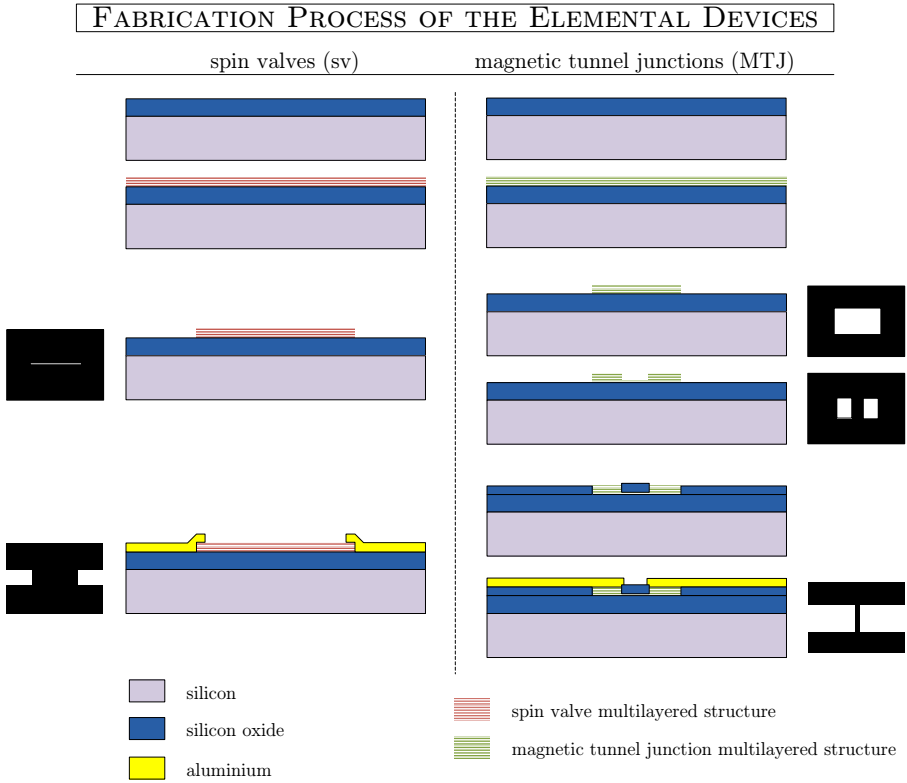 FABRICATION PROCESS OF THE ELEMENTAL DEVICES
spin valves (sv)
magnetic tunnel junctions (MTJ)
silicon
silicon oxide
aluminium
spin valve multilayered structure
magnetic tunnel junction multilayered structure